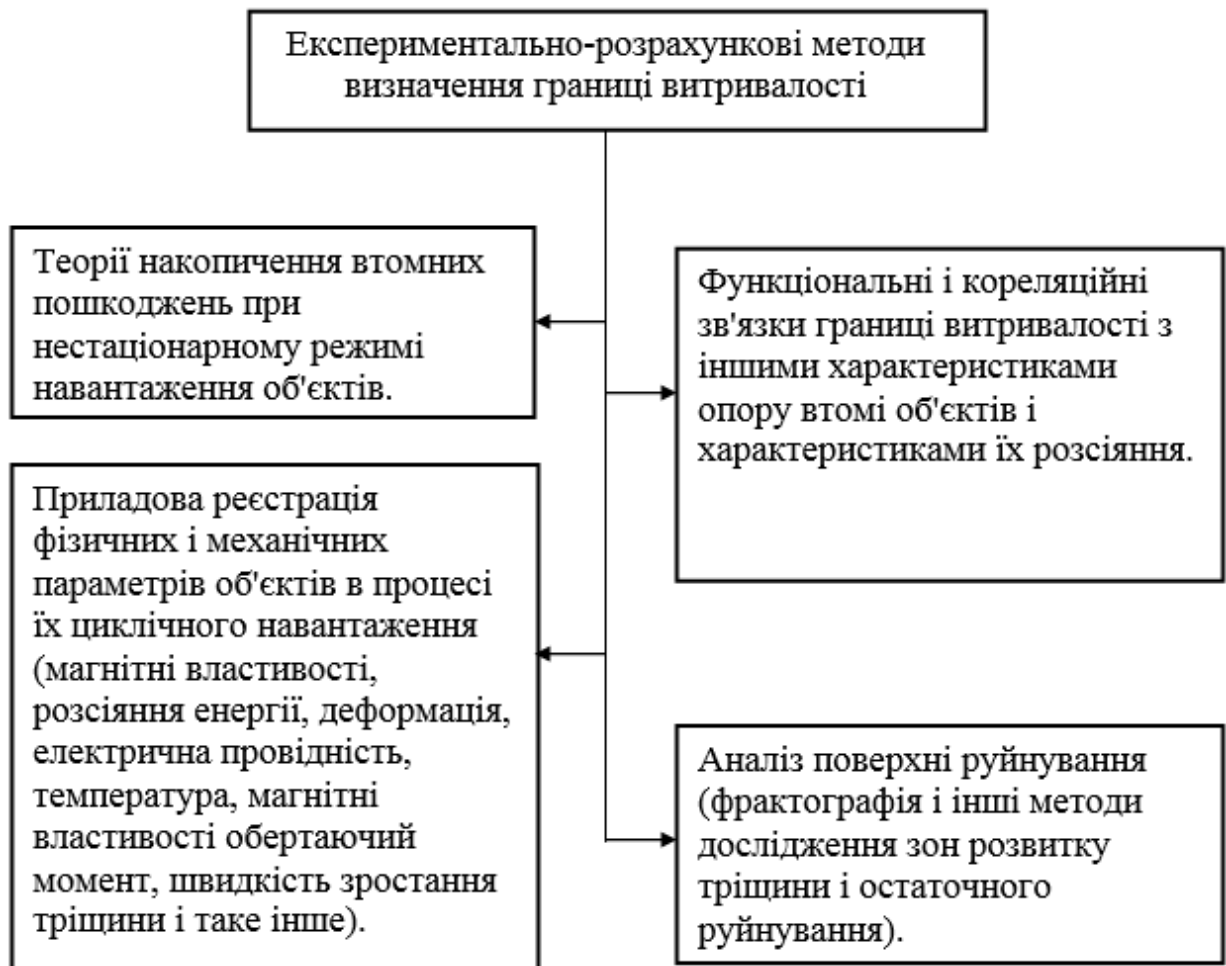 Експериментально-розрахункові методи
визначення границі витривалості
Теорії накопичення втомних
пошкоджень при
нестаціонарному режимі
навантаження об'єктів.
Функціональні і кореляційні
зв'язки границі витривалості з
іншими характеристиками
опору втомі об'єктів і
характеристиками їх розсіяння.
Приладова реєстрація
фізичних і механічних
параметрів об'єктів в процесі
їх циклічного навантаження
(магнітні властивості,
розсіяння енергії, деформація,
електрична провідність,
температура, магнітні
властивості обертаючий
момент, швидкість зростання
тріщини і таке інше).
Аналіз поверхні руйнування
(фрактографія і інші методи
дослідження зон розвитку
тріщини і остаточного
руйнування).